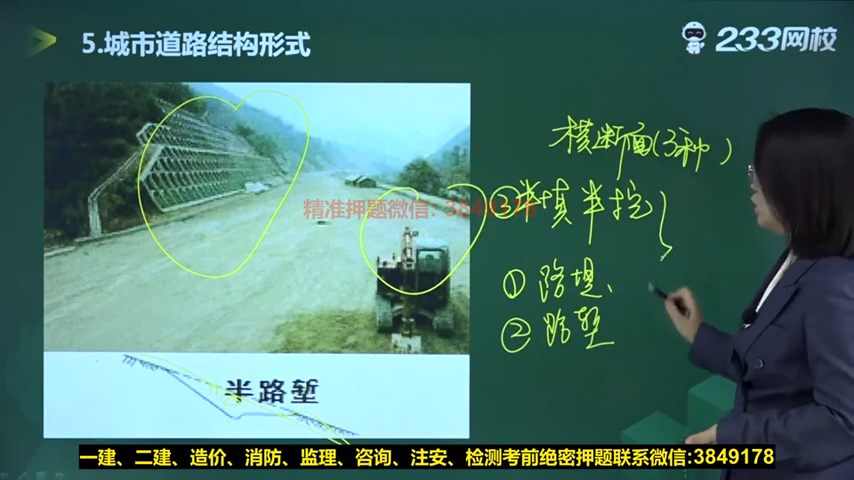 5.城市道路结构形式
233网校
横断面(3种)
精准押题微信:3849178
③半填半挖
①路堤、
②路堑
半路堑
一建、二建、造价、消防、监理、咨询、注安、检测考前绝密押题联系微信:3849178